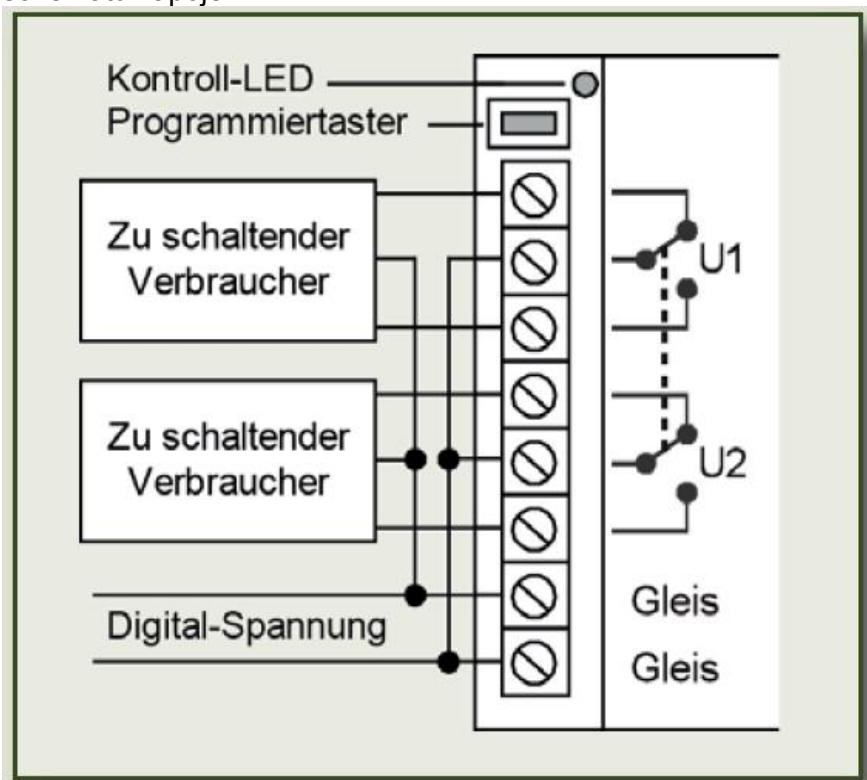 Kontroll-LED
Programmiertaster
Zu schaltender
Verbraucher
U1
Zu schaltender
Verbraucher
U2
Gleis
Digital-Spannung
Gleis